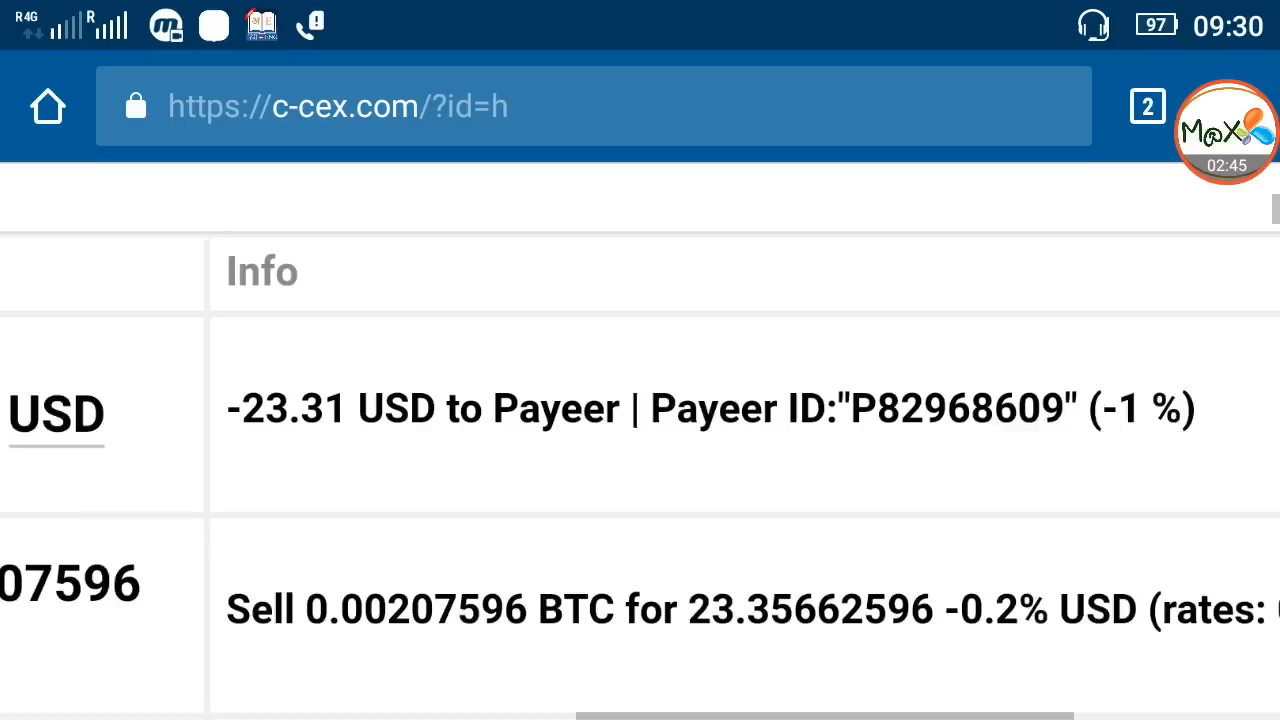 R4G R 97 09:30
https://c-cex.com/?id=h 2
M@X
02:45
Info
USD -23.31 USD to Payeer | Payeer ID:"P82968609" (-1 %)
07596 Sell 0.00207596 BTC for 23.35662596 -0.2% USD (rates: